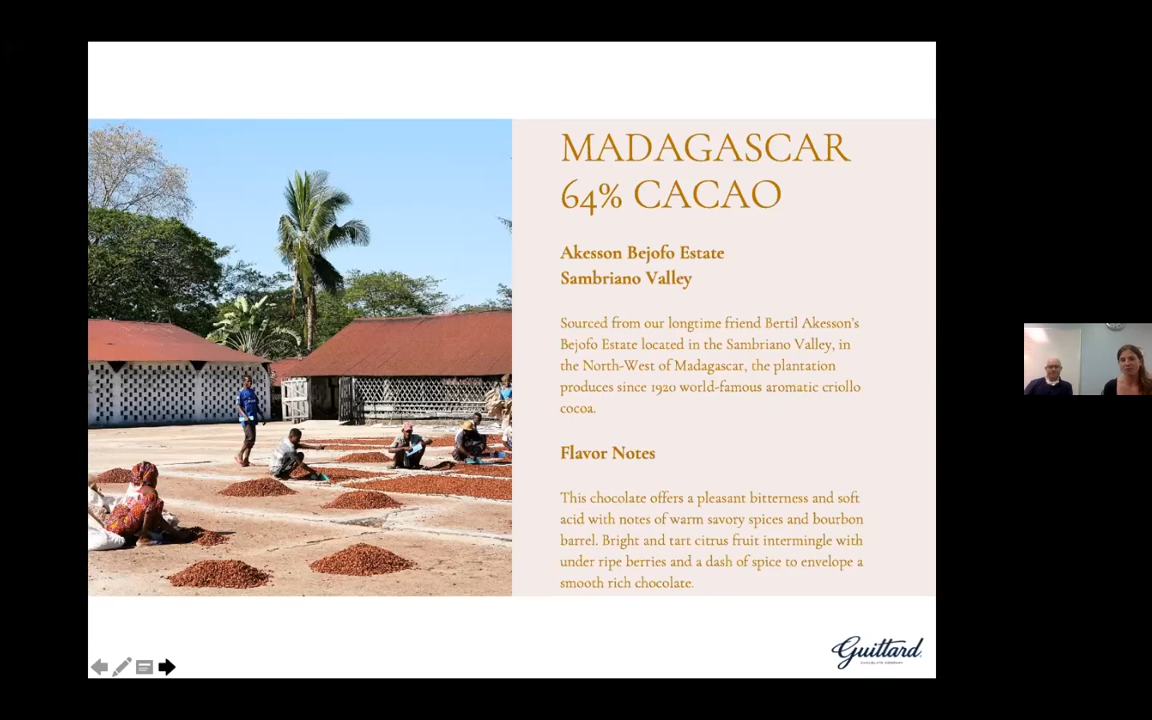 MADAGASCAR
64% CACAO
Akesson Bejofo Estate
Sambriano Valley
Sourced from our longtime friend Bertil Akesson's
Bejofo Estate located in the Sambriano Valley, in
the North-West of Madagascar, the plantation
produces since 1920 world-famous aromatic criollo
cocoa.
Flavor Notes
This chocolate offers a pleasant bitterness and soft
acid with notes of warm savory spices and bourbon
barrel. Bright and tart citrus fruit intermingle with
under ripe berries and a dash of spice to envelope a
smooth rich chocolate.
Guittard
CHOCOLATE COMPANY